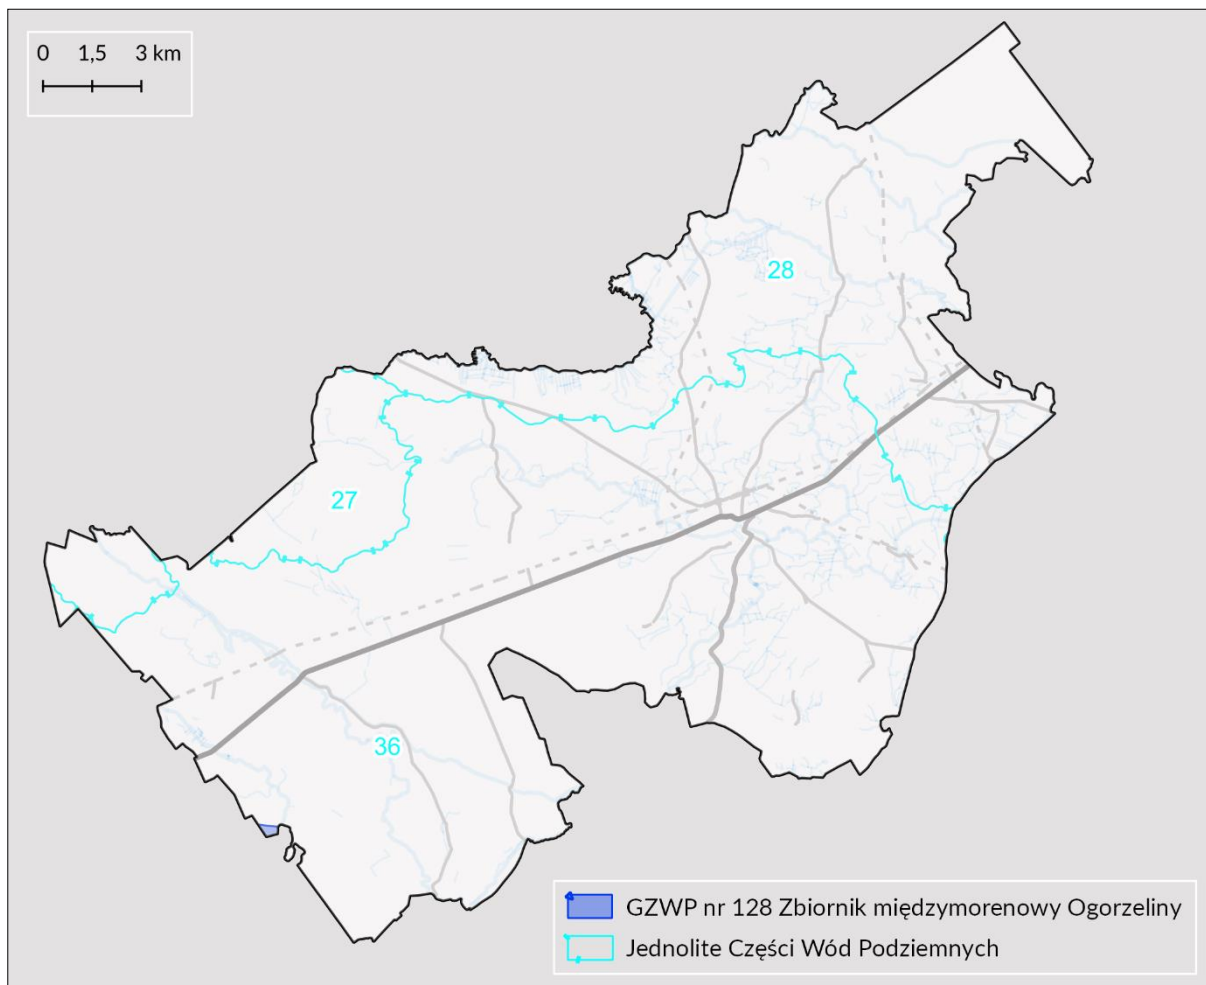 0 1,5 3 km
28
27
36
GZWP nr 128 Zbiornik międzymorenowy Ogorzeliny
Jednolite Części Wód Podziemnych